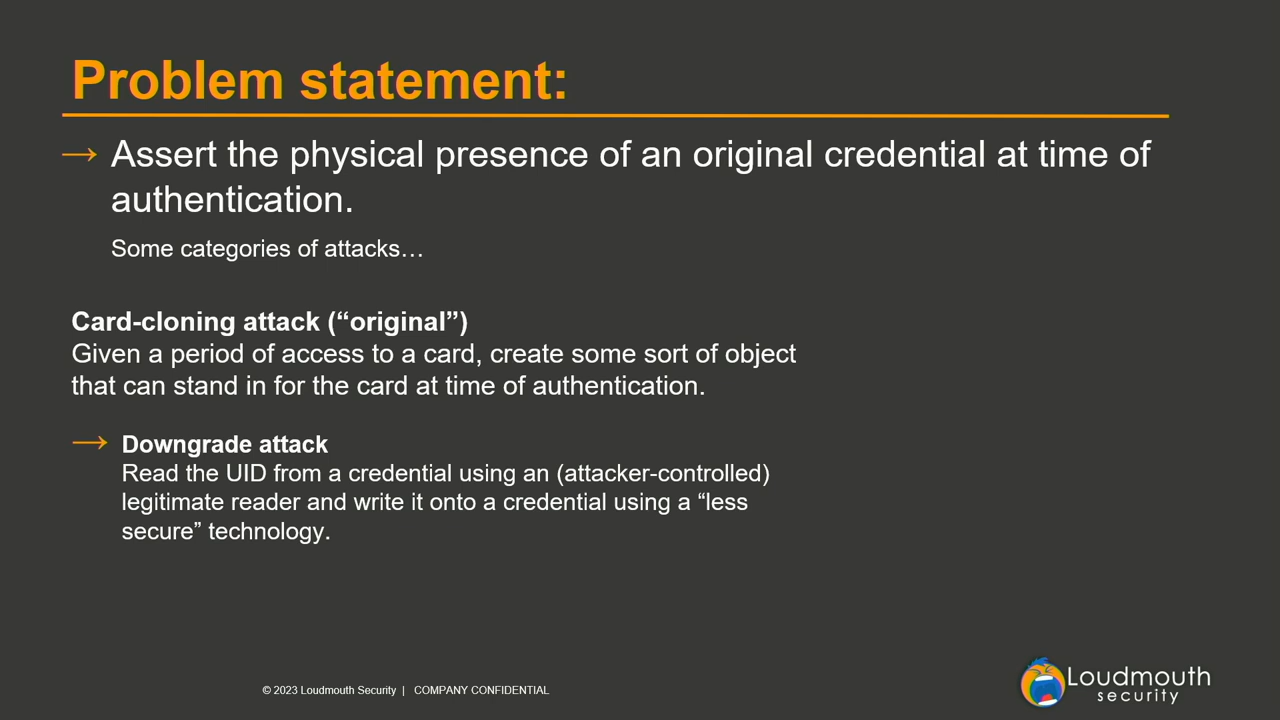 Problem statement:
→ Assert the physical presence of an original credential at time of
authentication.
Some categories of attacks…
Card-cloning attack (“original”)
Given a period of access to a card, create some sort of object
that can stand in for the card at time of authentication.
→ Downgrade attack
Read the UID from a credential using an (attacker-controlled)
legitimate reader and write it onto a credential using a “less
secure” technology.
© 2023 Loudmouth Security | COMPANY CONFIDENTIAL
Loudmouth
security